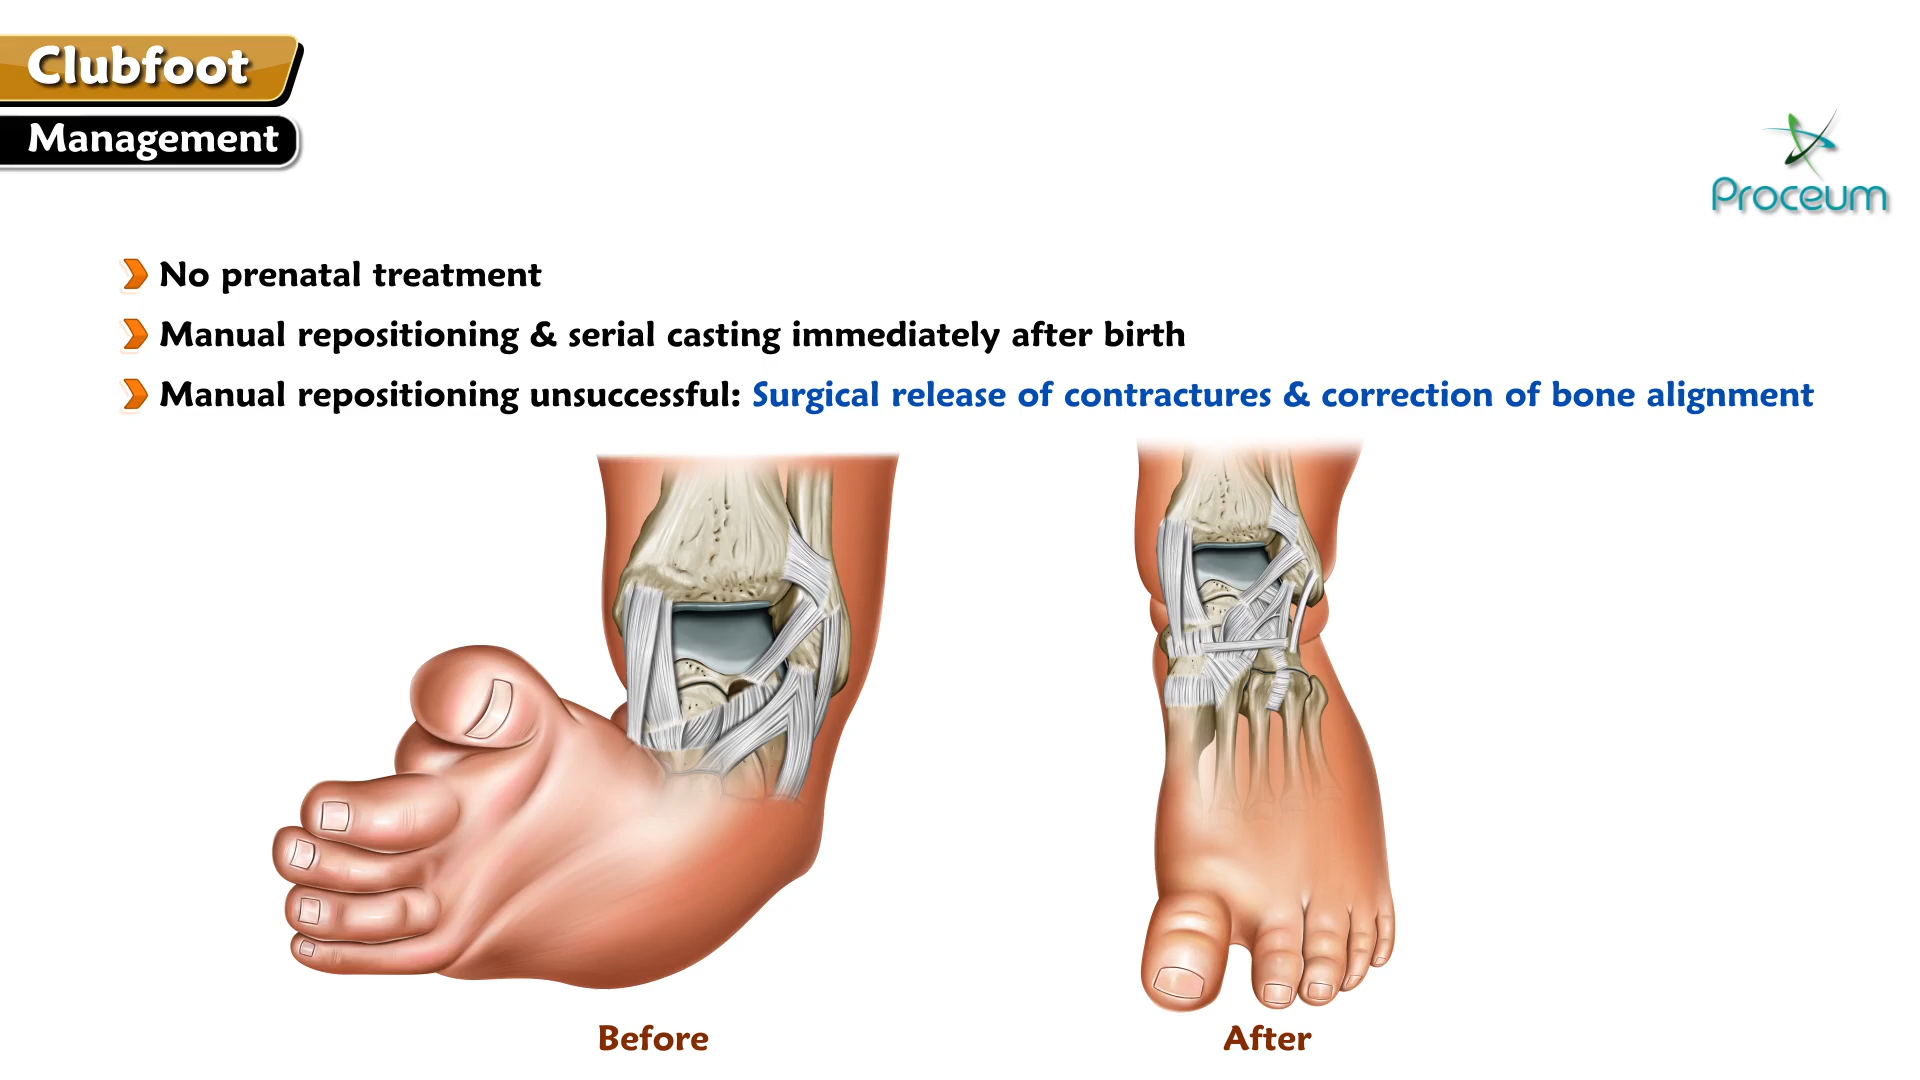 Clubfoot
Management
Proceum
No prenatal treatment
Manual repositioning & serial casting immediately after birth
Manual repositioning unsuccessful: Surgical release of contractures & correction of bone alignment
Before
After